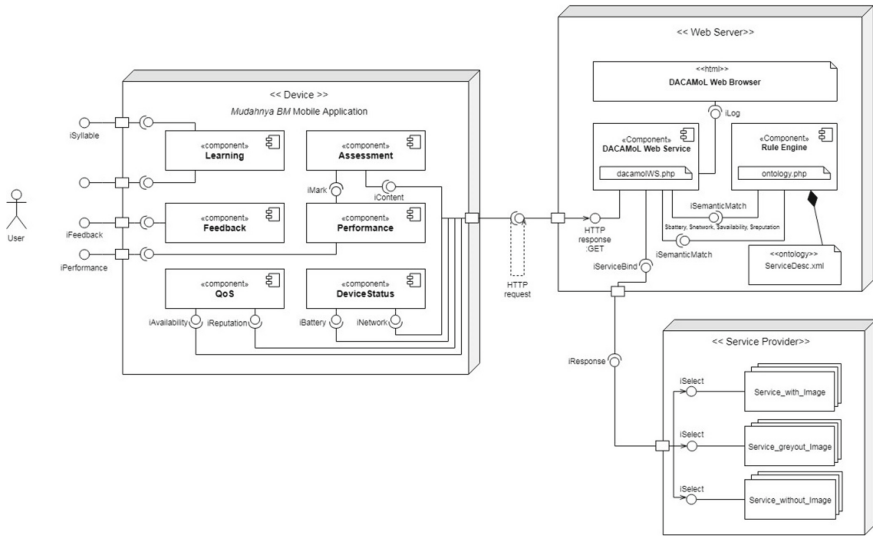 << Web Server>>
<<html>>
DACAMoL Web Browser
iLog
«Component»
DACAMoL Web Service
dacamolWS.php
«Component»
Rule Engine
ontology.php
iSemanticMatch
$battery, $network, $availability, $reputation
iSemanticMatch
iServiceBind
HTTP
response
:GET
<<ontology>>
ServiceDesc.xml
<< Device >>
Mudahnya BM Mobile Application
iSyllable
«component»
Learning
«component»
Assessment
iMark
iContent
User
iFeedback
«component»
Feedback
«component»
Performance
iPerformance
«component»
QoS
«component»
DeviceStatus
iAvailability
iReputation
iBattery
iNetwork
HTTP
request
iResponse
<< Service Provider>>
iSelect
Service_with_Image
iSelect
Service_greyout_Image
iSelect
Service_without_Image